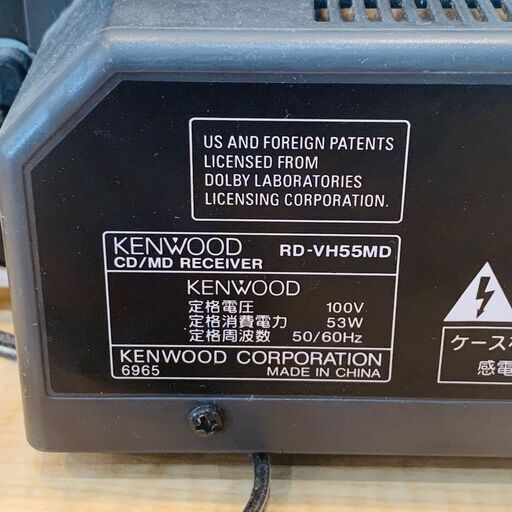 US AND FOREIGN PATENTS
LICENSED FROM
DOLBY LABORATORIES
LICENSING CORPORATION.
KENWOOD RD-VH55MD
CD/MD RECEIVER
KENWOOD
定格電圧 100V
定格消費電力 53W
定格周波数 50/60Hz
KENWOOD CORPORATION
6965 MADE IN CHINA
ケース
感電